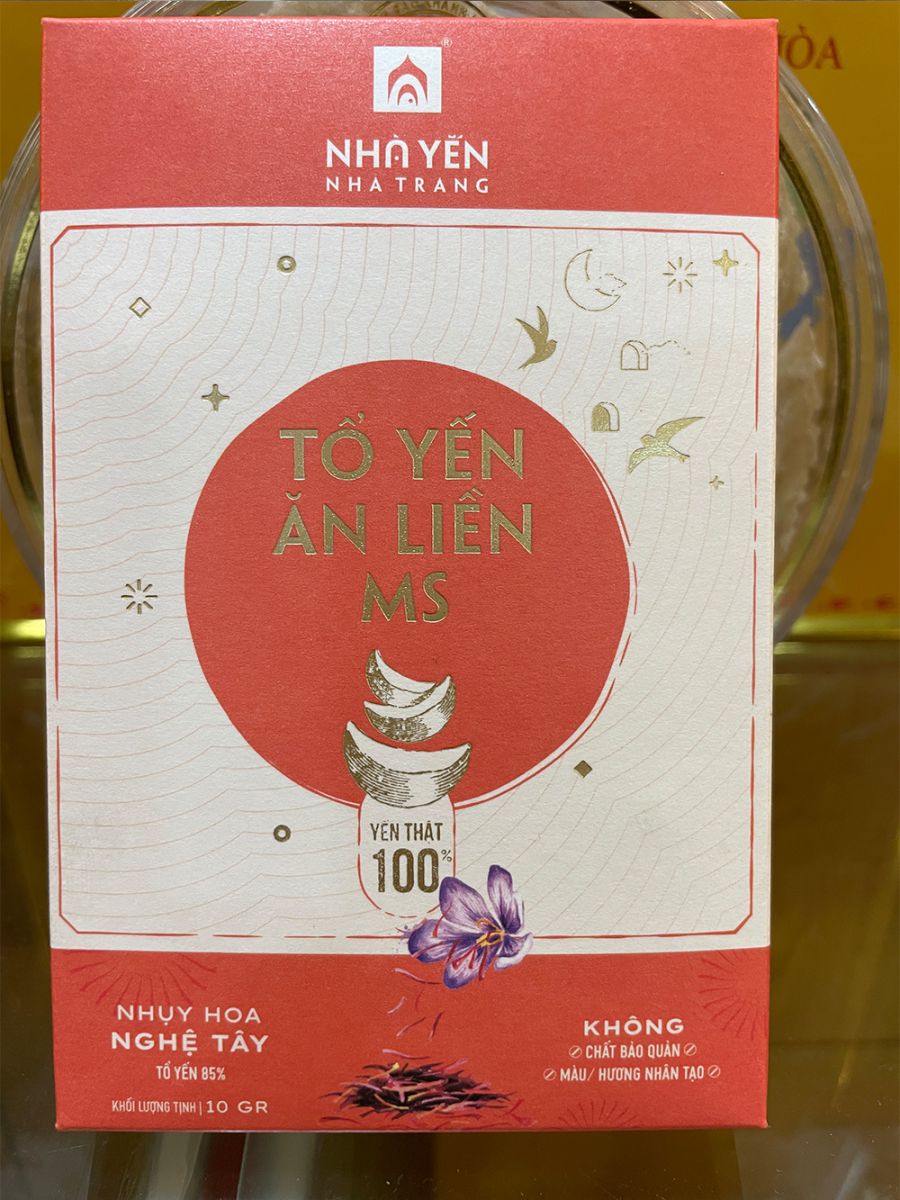 ®
NHÀ YẾN
NHA TRANG
HÒA
TỔ YẾN
ĂN LIỀN
MS
YẾN THẬT
100%
NHỤY HOA
NGHỆ TÂY
TỔ YẾN 85%
KHỐI LƯỢNG TỊNH | 10 GR
KHÔNG
CHẤT BẢO QUẢN
MÀU/ HƯƠNG NHÂN TẠO